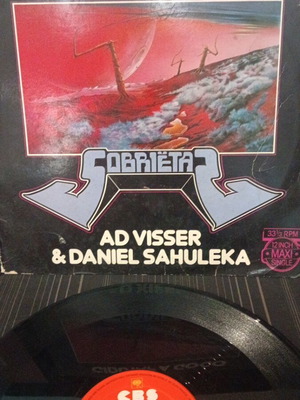 SOBRIËTAS
AD VISSER
& DANIEL SAHULEKA
33⅓ RPM
12 INCH
MAXI
SINGLE
CBS